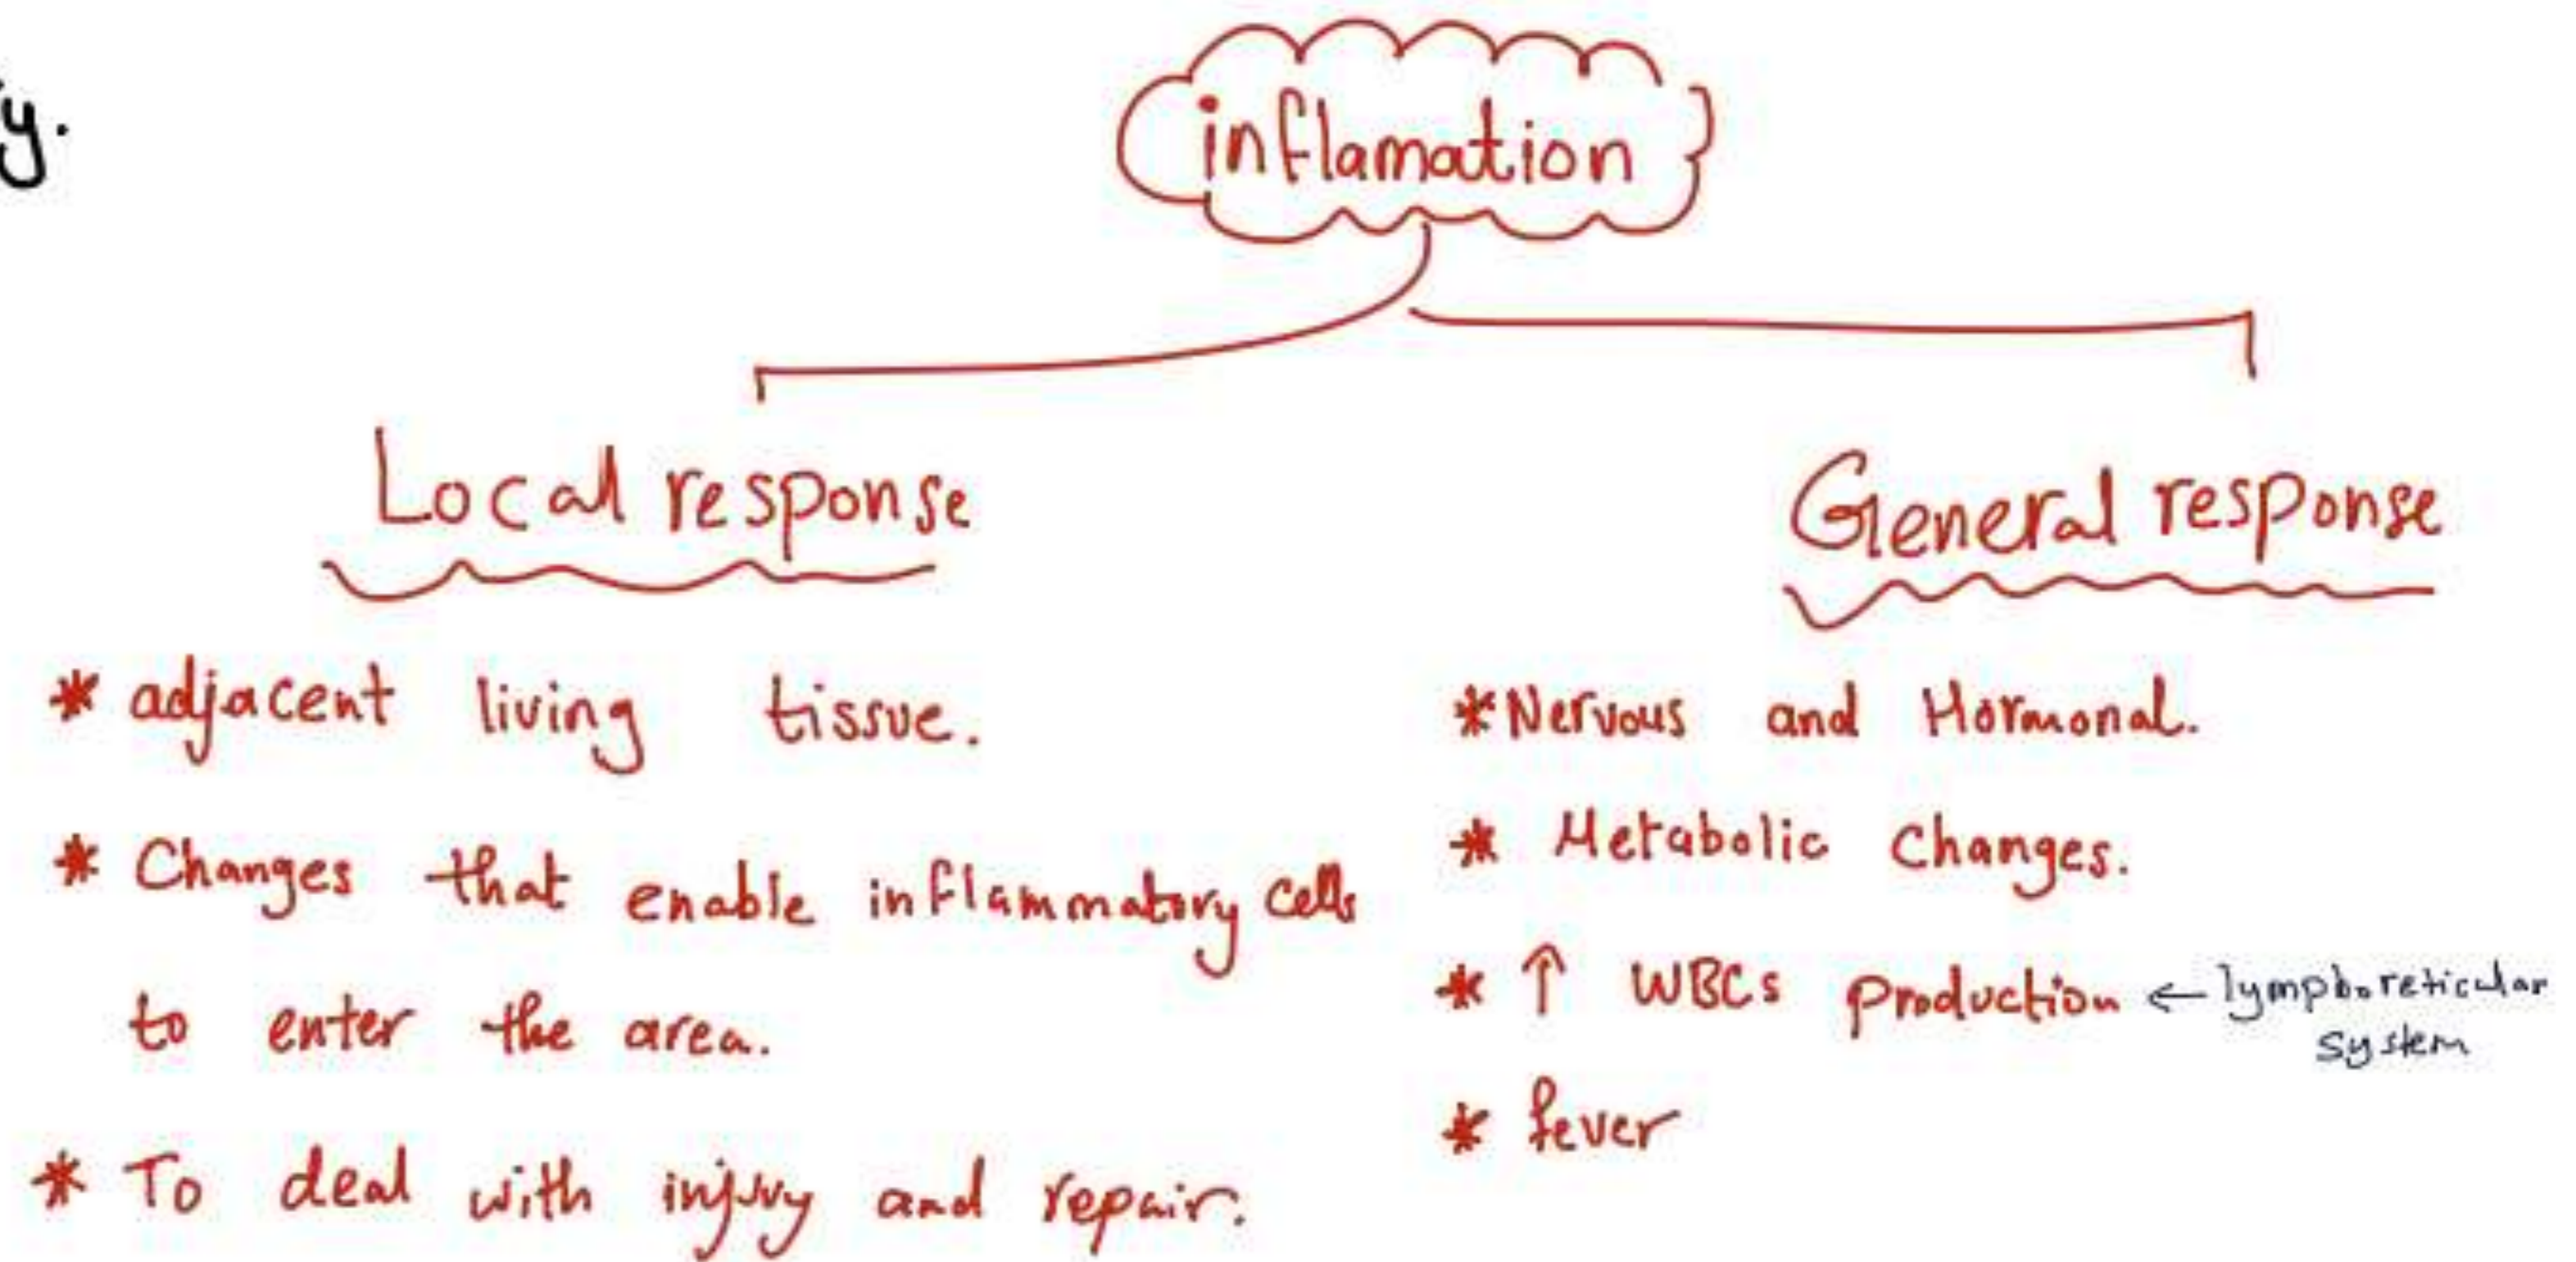 y.
inflamation
Local response
* adjacent living tissue.
* Changes that enable inflammatory cells
to enter the area.
* To deal with injury and repair.
General response
* Nervous and Hormonal.
* Metabolic Changes.
* ↑ WBCs production ← lymphoreticular
system
* fever